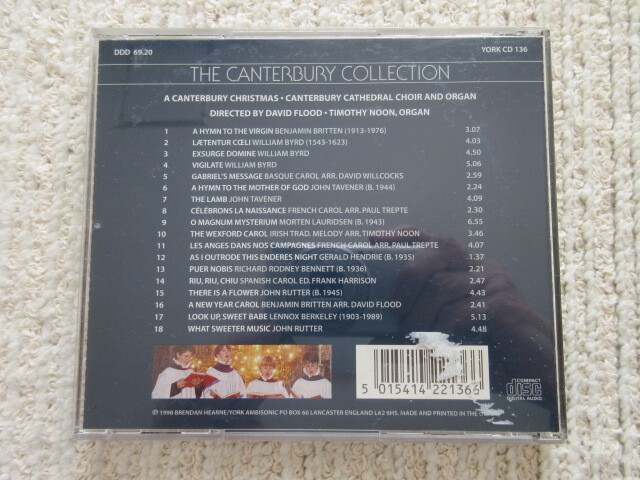 DDD 69.20 YORK CD 136
THE CANTERBURY COLLECTION
A CANTERBURY CHRISTMAS • CANTERBURY CATHEDRAL CHOIR AND ORGAN
DIRECTED BY DAVID FLOOD • TIMOTHY NOON, ORGAN
1 A HYMN TO THE VIRGIN BENJAMIN BRITTEN (1913-1976) 3.07
2 LÆTENTUR CŒLI WILLIAM BYRD (1543-1623) 4.03
3 EXSURGE DOMINE WILLIAM BYRD 4.50
4 VIGILATE WILLIAM BYRD 5.06
5 GABRIEL'S MESSAGE BASQUE CAROL ARR. DAVID WILLCOCKS 2.59
6 A HYMN TO THE MOTHER OF GOD JOHN TAVENER (B. 1944) 2.24
7 THE LAMB JOHN TAVENER 4.09
8 CÉLÉBRONS LA NAISSANCE FRENCH CAROL ARR. PAUL TREPTE 2.30
9 O MAGNUM MYSTERIUM MORTEN LAURIDSEN (B. 1943) 6.55
10 THE WEXFORD CAROL IRISH TRAD. MELODY ARR. TIMOTHY NOON 3.46
11 LES ANGES DANS NOS CAMPAGNES FRENCH CAROL ARR. PAUL TREPTE 4.07
12 AS I OUTRODE THIS ENDERES NIGHT GERALD HENDRIE (B. 1935) 1.37
13 PUER NOBIS RICHARD RODNEY BENNETT (B. 1936) 2.21
14 RIU, RIU, CHIU SPANISH CAROL ED. FRANK HARRISON 2.47
15 THERE IS A FLOWER JOHN RUTTER (B. 1945) 4.43
16 A NEW YEAR CAROL BENJAMIN BRITTEN ARR. DAVID FLOOD 2.41
17 LOOK UP, SWEET BABE LENNOX BERKELEY (1903-1989) 5.13
18 WHAT SWEETER MUSIC JOHN RUTTER 4.48
5 015414 221366
COMPACT
DISC
DIGITAL AUDIO
℗ 1998 BRENDAN HEARNE/YORK AMBISONIC PO BOX 66 LANCASTER ENGLAND LA2 6HS. MADE AND PRINTED IN THE